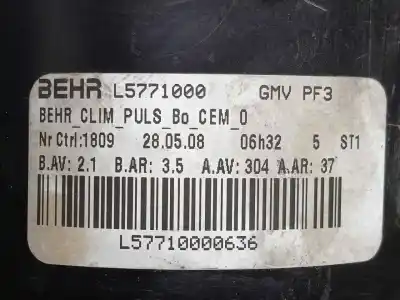 BEHR L5771000 GMV PF3
BEHR_CLIM_PULS_Bo_CEM_0
Nr Ctrl:1809 28.05.08 06h32 5 ST1
B.AV: 2.1 B.AR: 3.5 A.AV: 304 A.AR: 37
L57710000636